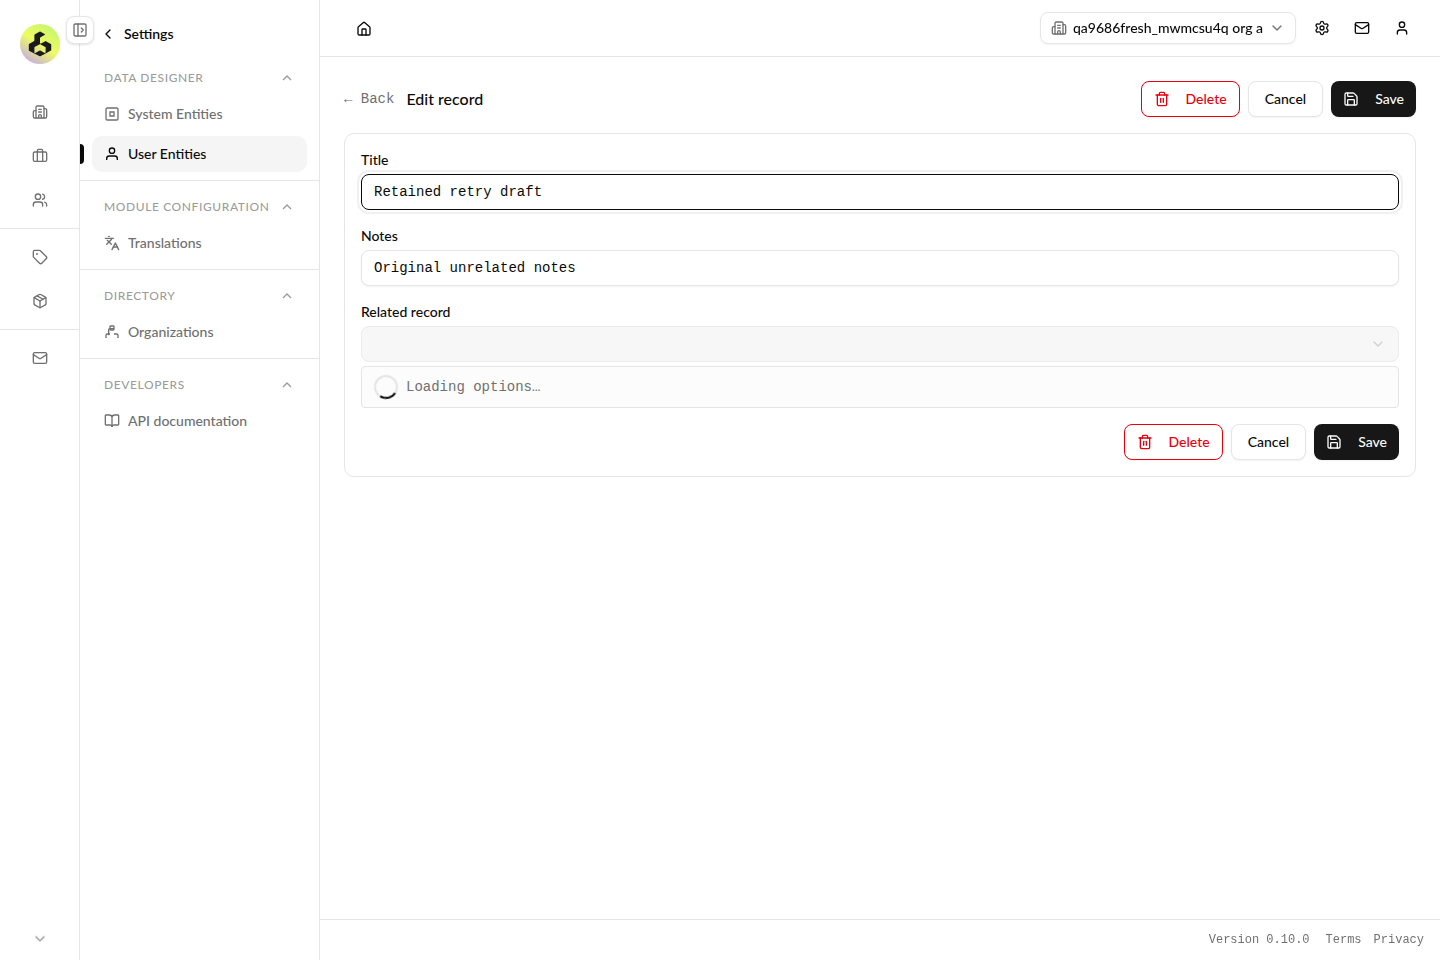 Settings
DATA DESIGNER
System Entities
User Entities
MODULE CONFIGURATION
Translations
DIRECTORY
Organizations
DEVELOPERS
API documentation
qa9686fresh_mwmcsu4q org a
← Back Edit record
Delete Cancel Save
Title
Retained retry draft
Notes
Original unrelated notes
Related record
Loading options…
Delete Cancel Save
Version 0.10.0 Terms Privacy